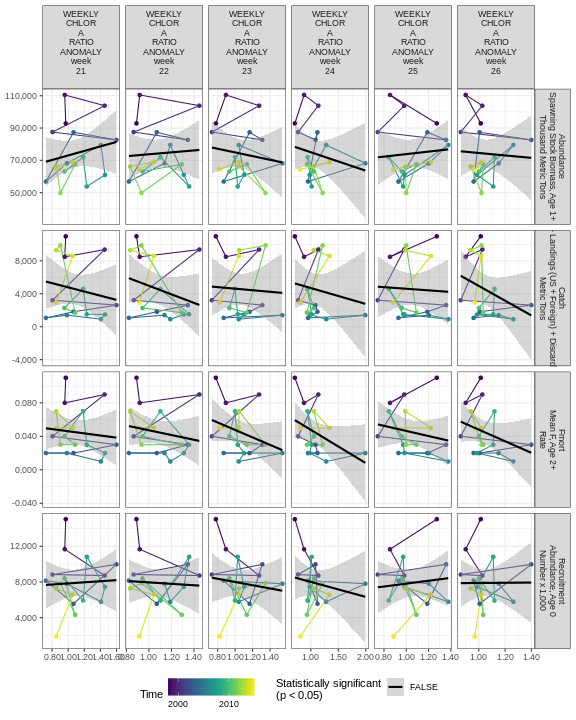 WEEKLY CHLOR A RATIO ANOMALY week 21
WEEKLY CHLOR A RATIO ANOMALY week 22
WEEKLY CHLOR A RATIO ANOMALY week 23
WEEKLY CHLOR A RATIO ANOMALY week 24
WEEKLY CHLOR A RATIO ANOMALY week 25
WEEKLY CHLOR A RATIO ANOMALY week 26
110,000
90,000
70,000
50,000
Abundance
Spawning Stock Biomass, Age 1+
Thousand Metric Tons
8,000
4,000
0
-4,000
Catch
Landings (US + Foreign) + Discard
Metric Tons
0.080
0.040
0.000
-0.040
Fmort
Mean F, Age 2+
Rate
12,000
8,000
4,000
Recruitment
Abundance, Age 0
Number x 1,000
0.80 1.00 1.20 1.40 1.60
0.80 1.00 1.20 1.40
0.80 1.00 1.20 1.40
1.00 1.50 2.00
0.80 1.00 1.20 1.40
1.00 1.20 1.40
Time
2000 2010
Statistically significant
(p < 0.05)
FALSE